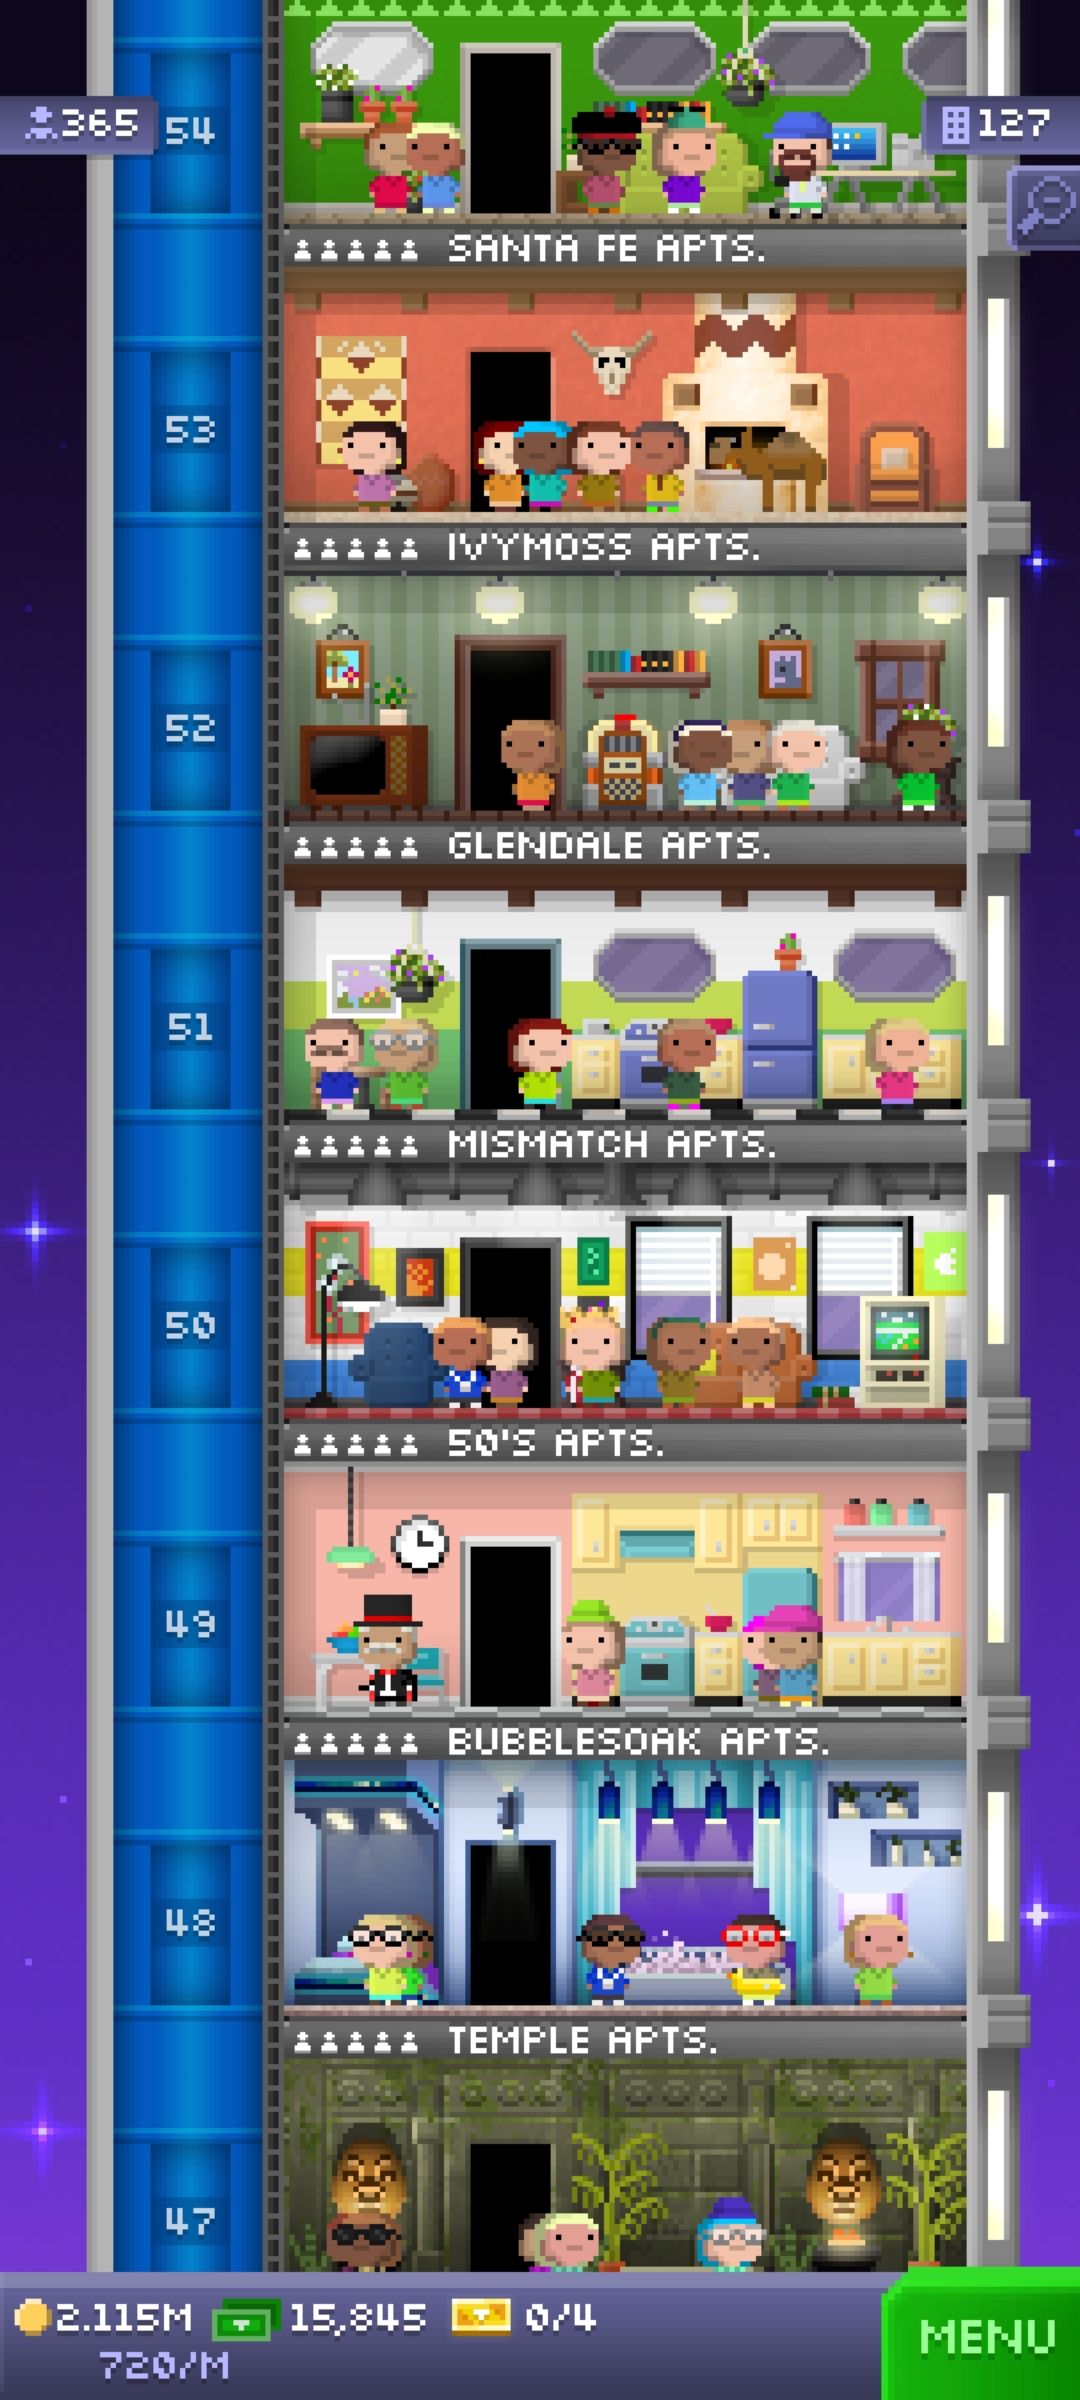 365
54
127
SANTA FE APTS.
53
IVYMOSS APTS.
52
GLENDALE APTS.
51
MISMATCH APTS.
50
50'S APTS.
49
BUBBLESOAK APTS.
48
TEMPLE APTS.
47
2.115M 15,845 0/4
720/M
MENU